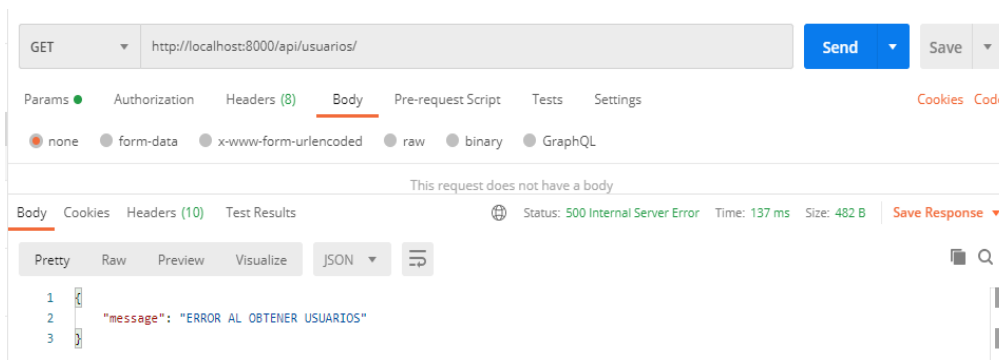 GET http://localhost:8000/api/usuarios/ Send Save
Params Authorization Headers (8) Body Pre-request Script Tests Settings Cookies Code
none form-data x-www-form-urlencoded raw binary GraphQL
This request does not have a body
Body Cookies Headers (10) Test Results Status: 500 Internal Server Error Time: 137 ms Size: 482 B Save Response
Pretty Raw Preview Visualize JSON
1 {
2 "message": "ERROR AL OBTENER USUARIOS"
3 }